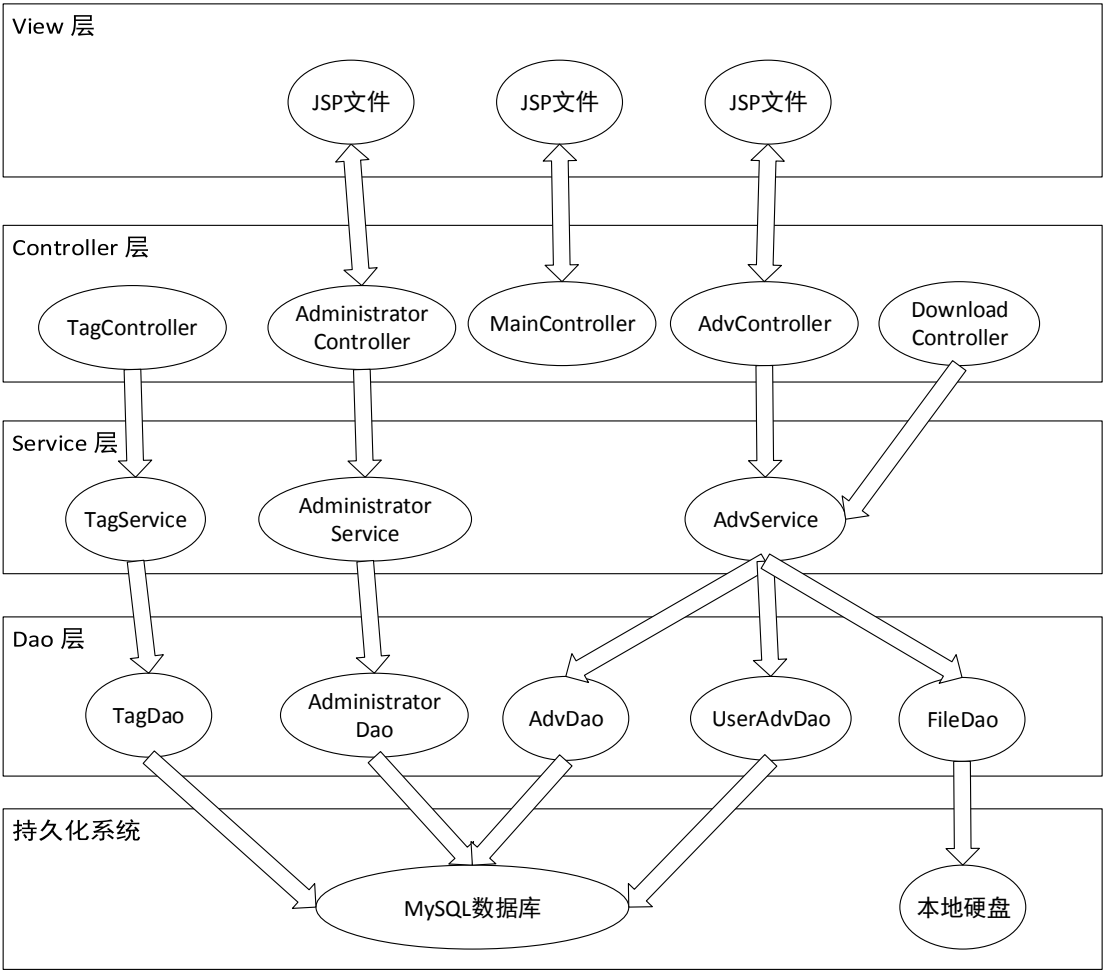 View 层
JSP文件
JSP文件
JSP文件
Controller 层
TagController
Administrator
Controller
MainController
AdvController
Download
Controller
Service 层
TagService
Administrator
Service
AdvService
Dao 层
TagDao
Administrator
Dao
AdvDao
UserAdvDao
FileDao
持久化系统
MySQL数据库
本地硬盘